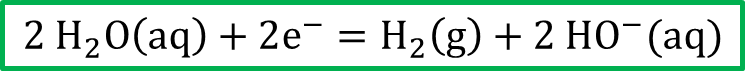 2 H₂O(aq) + 2e⁻ = H₂(g) + 2 HO⁻(aq)